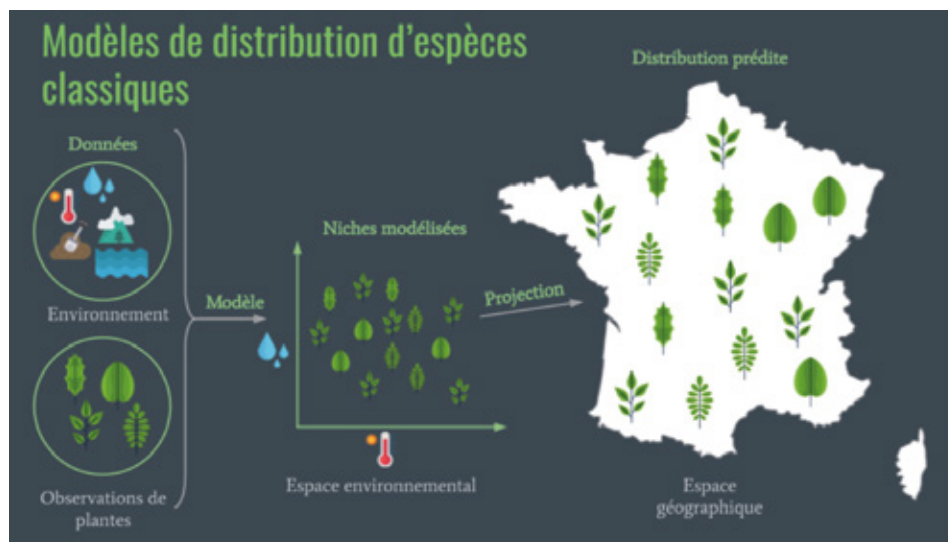 Modèles de distribution d'espèces
classiques
Données
Environnement
Observations de
plantes
Modèle
Niches modélisées
Espace environnemental
Projection
Distribution prédite
Espace
géographique